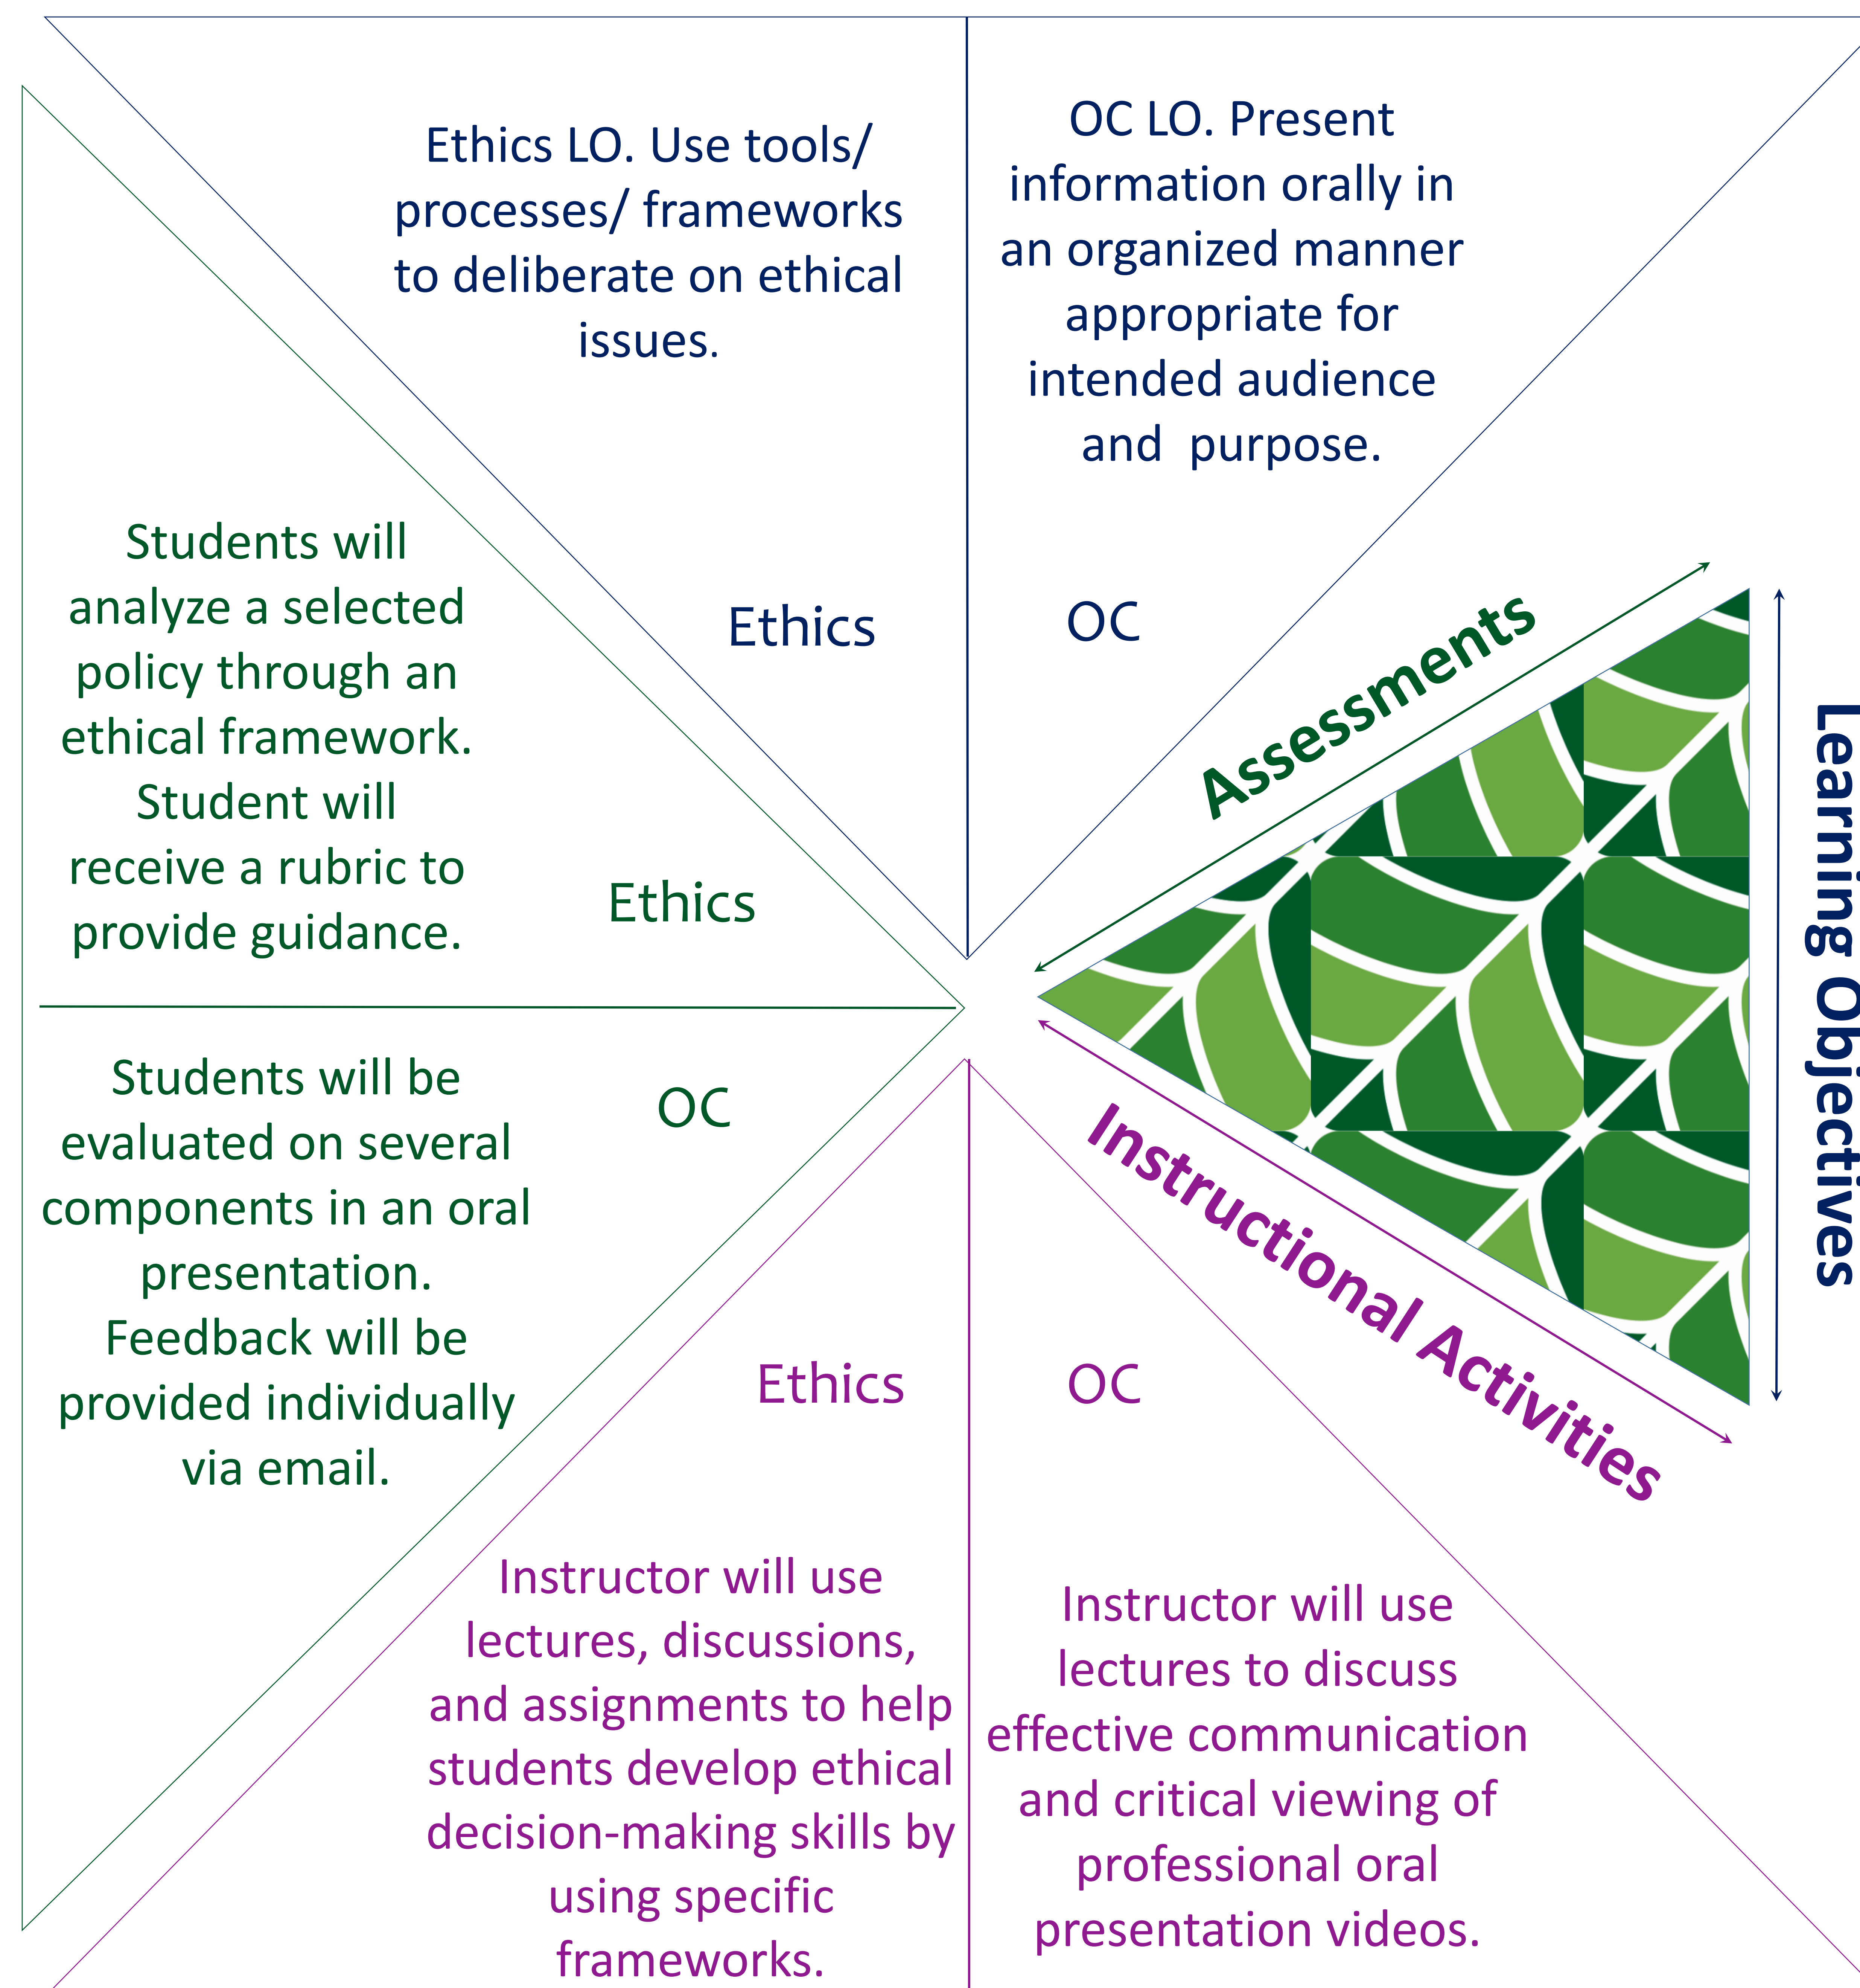 Ethics LO. Use tools/
processes/ frameworks
to deliberate on ethical
issues.
Ethics
OC LO. Present
information orally in
an organized manner
appropriate for
intended audience
and  purpose.
OC
Students will
analyze a selected
policy through an
ethical framework.
Student will
receive a rubric to
provide guidance.
Ethics
Students will be
evaluated on several
components in an oral
presentation.
Feedback will be
provided individually
via email.
OC
Assessments
Learning Objectives
Instructional Activities
Ethics
Instructor will use
lectures, discussions,
and assignments to help
students develop ethical
decision-making skills by
using specific
frameworks.
OC
Instructor will use
lectures to discuss
effective communication
and critical viewing of
professional oral
presentation videos.